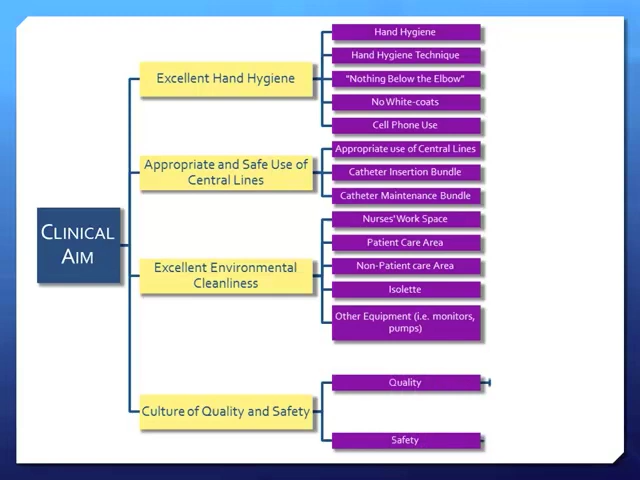 CLINICAL
AIM
Excellent Hand Hygiene
Hand Hygiene
Hand Hygiene Technique
"Nothing Below the Elbow"
No White-coats
Cell Phone Use
Appropriate and Safe Use of
Central Lines
Appropriate use of Central Lines
Catheter Insertion Bundle
Catheter Maintenance Bundle
Excellent Environmental
Cleanliness
Nurses' Work Space
Patient Care Area
Non-Patient care Area
Isolette
Other Equipment (i.e. monitors,
pumps)
Culture of Quality and Safety
Quality
Safety